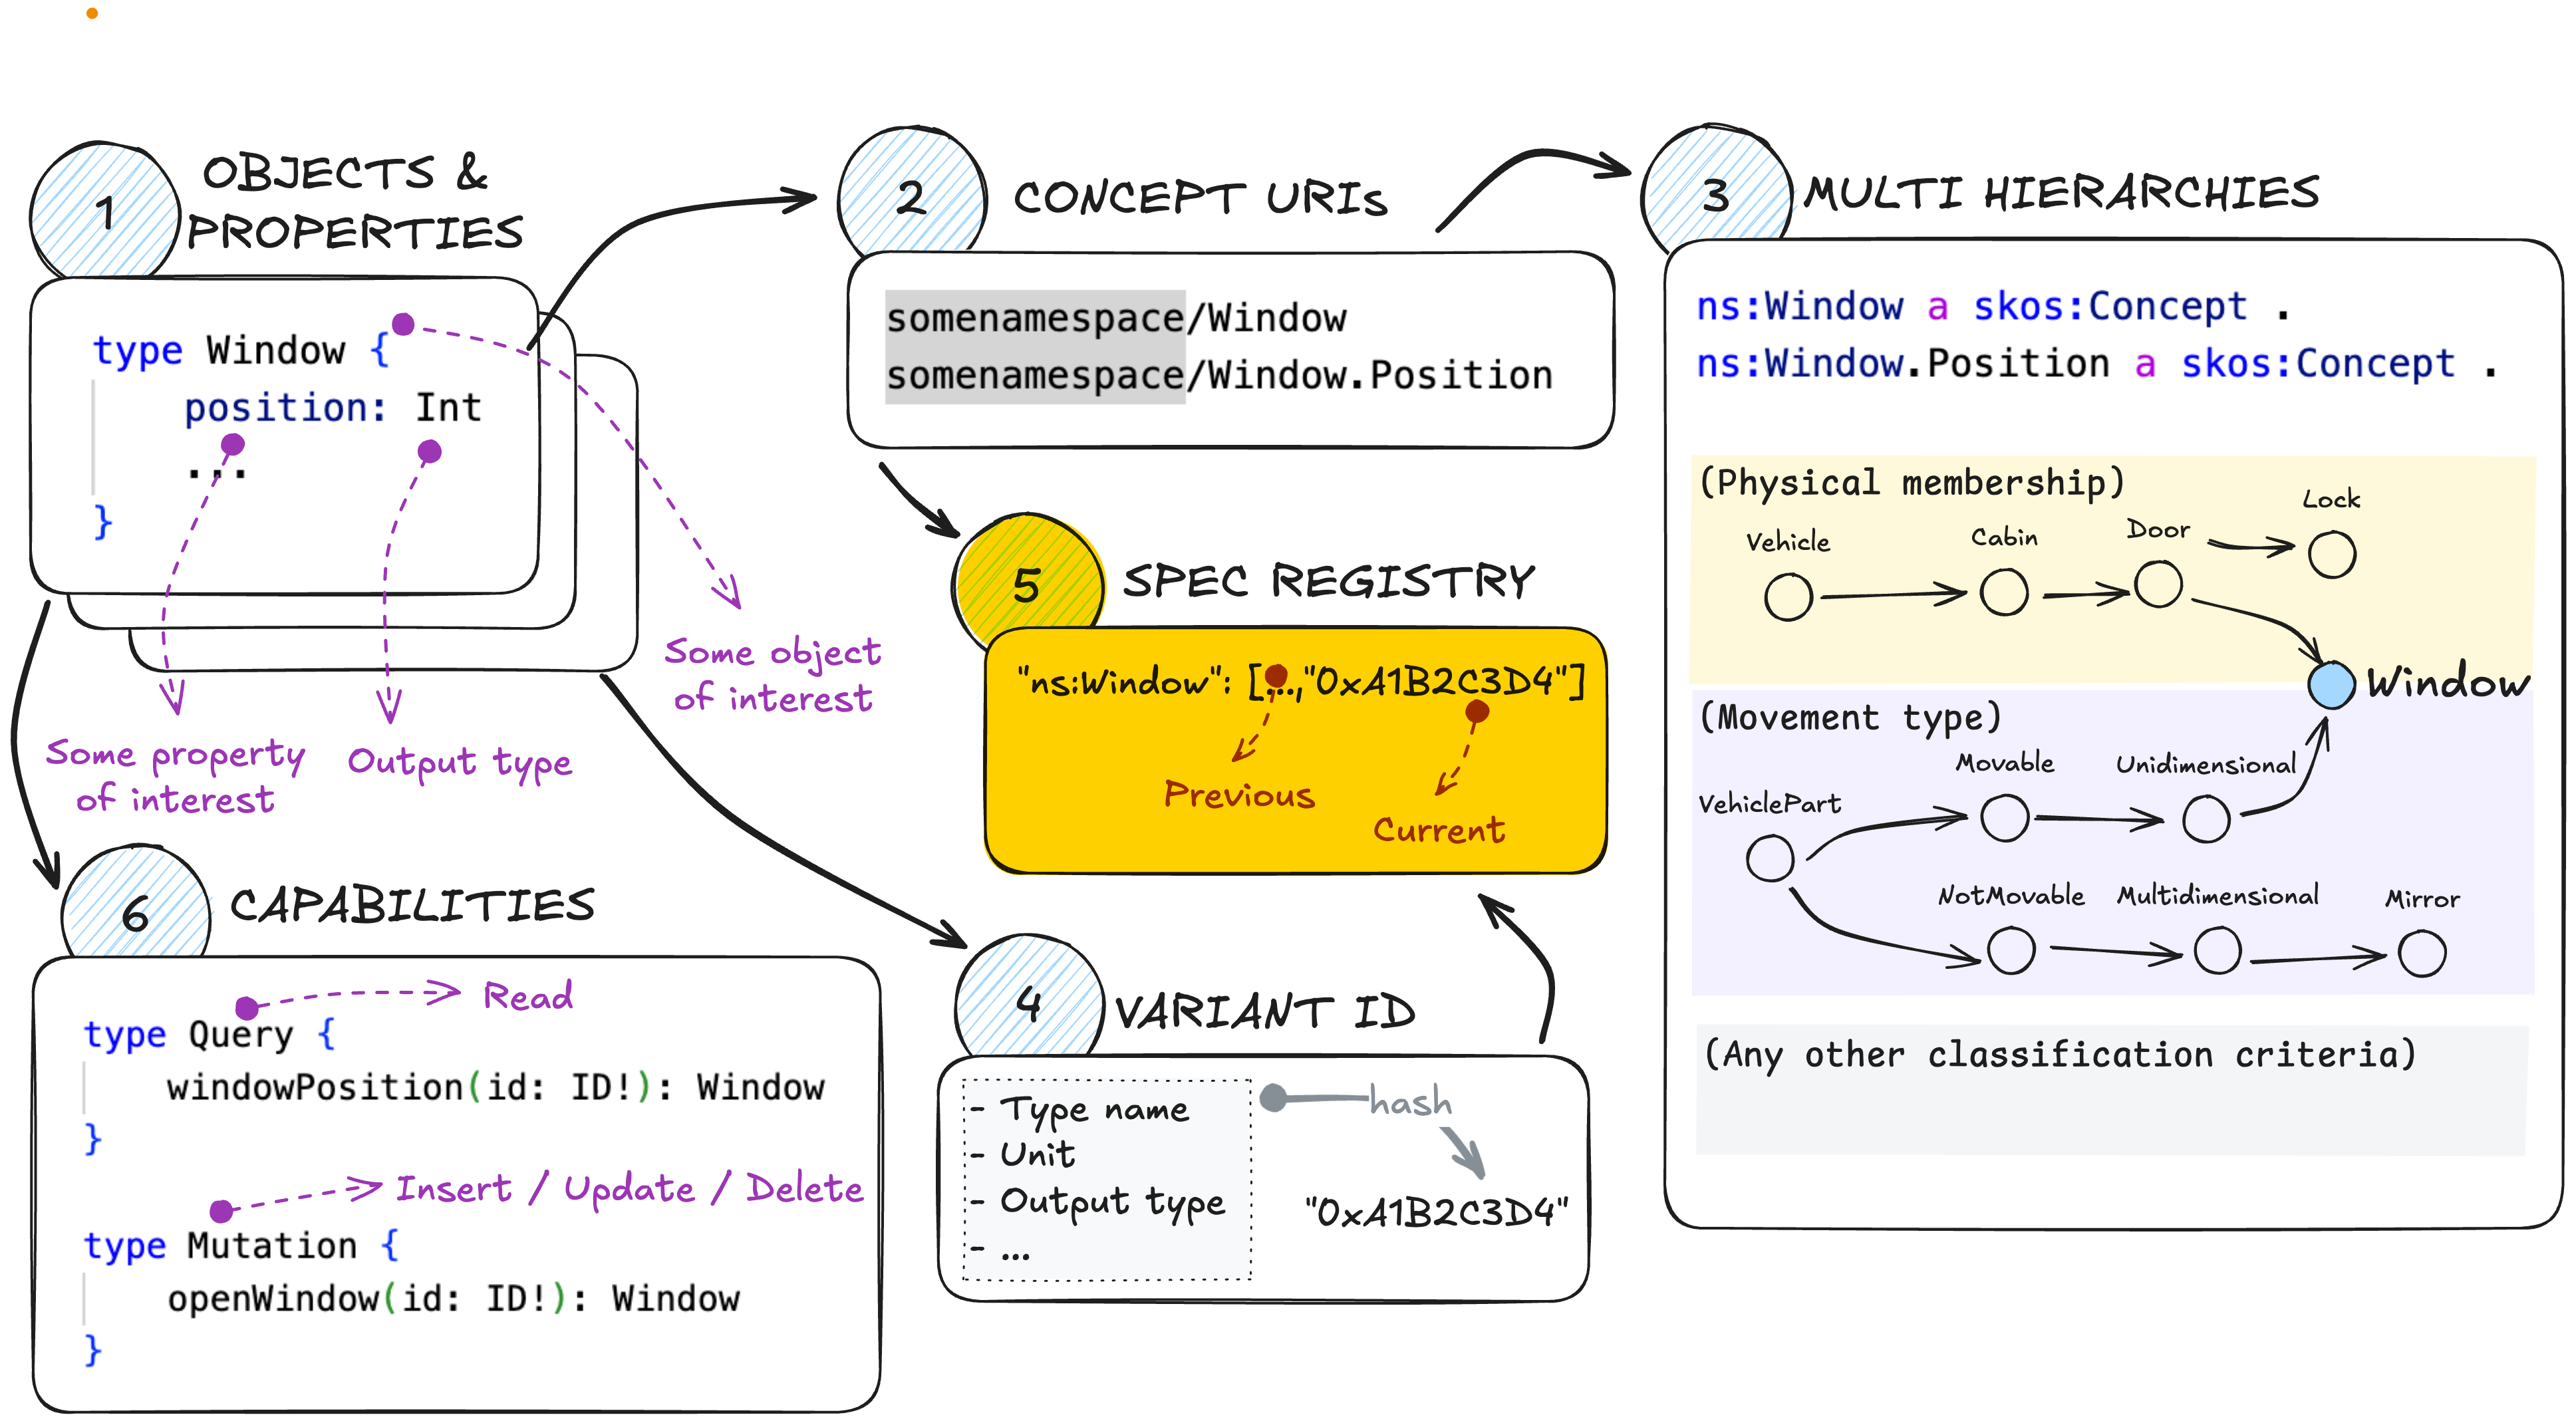 1
OBJECTS &
PROPERTIES
type Window {
position: Int
...
}
Some object
of interest
Some property
of interest
Output type
2
CONCEPT URIs
somenamespace/Window
somenamespace/Window.Position
3
MULTI HIERARCHIES
ns:Window a skos:Concept .
ns:Window.Position a skos:Concept .
(Physical membership)
Vehicle
Cabin
Door
Lock
Window
(Movement type)
VehiclePart
Movable
Unidimensional
NotMovable
Multidimensional
Mirror
(Any other classification criteria)
5
SPEC REGISTRY
"ns:Window": [...,"0xA1B2C3D4"]
Previous
Current
4
VARIANT ID
- Type name
- Unit
- Output type
- ...
hash
"0xA1B2C3D4"
6
CAPABILITIES
Read
type Query {
windowPosition(id: ID!): Window
}
Insert / Update / Delete
type Mutation {
openWindow(id: ID!): Window
}